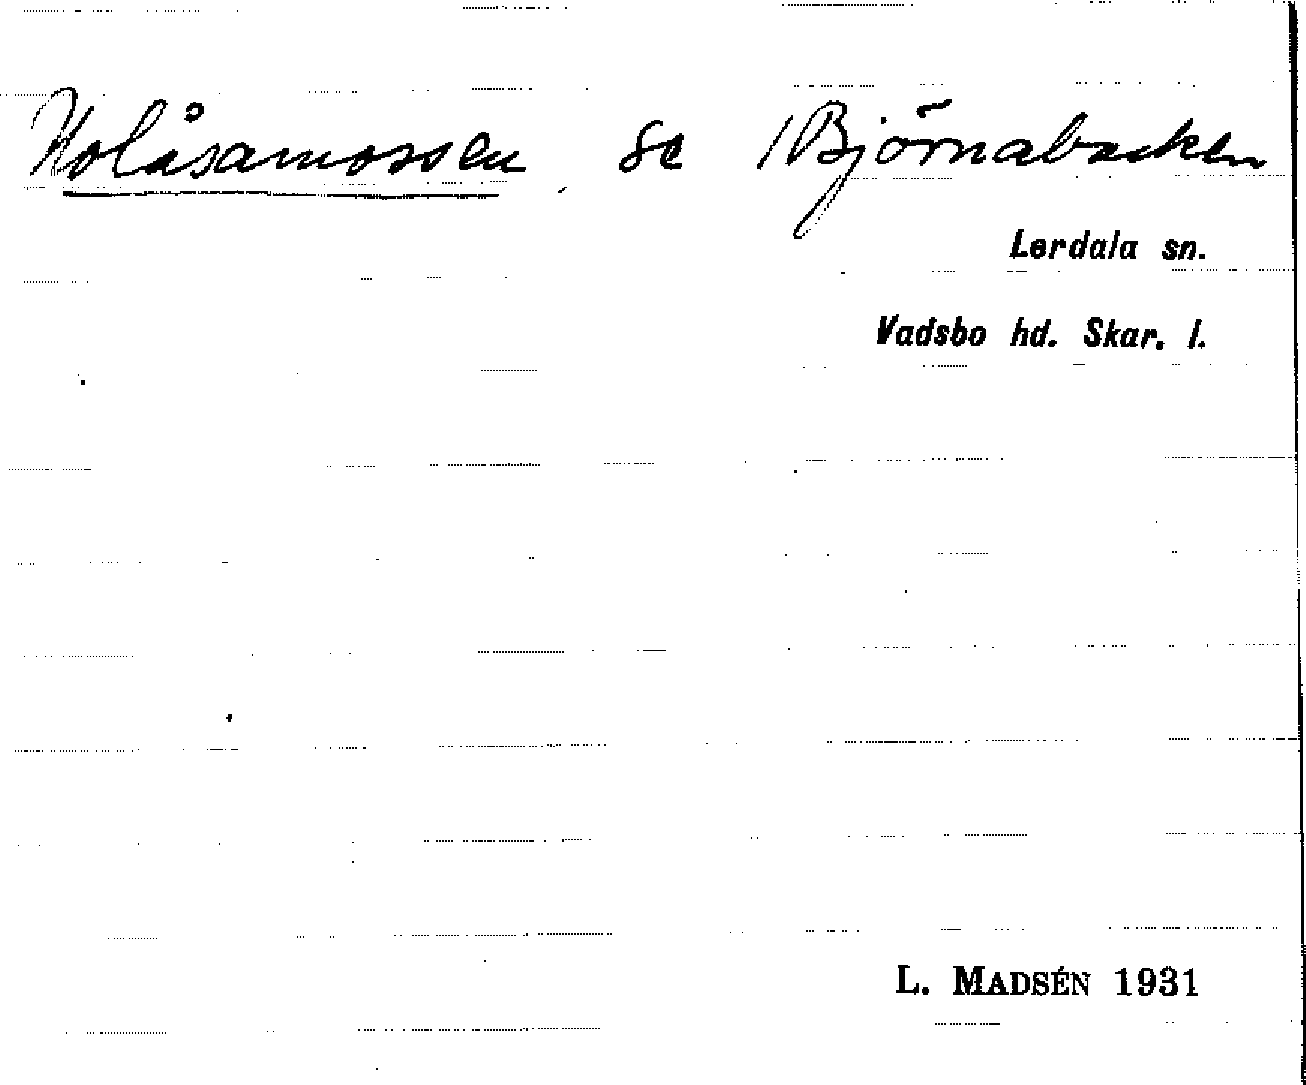 Kolåsamossen se /Björnabacken
Lerdala sn.
Vadsbo hd. Skar. l.
L. MADSÉN 1931